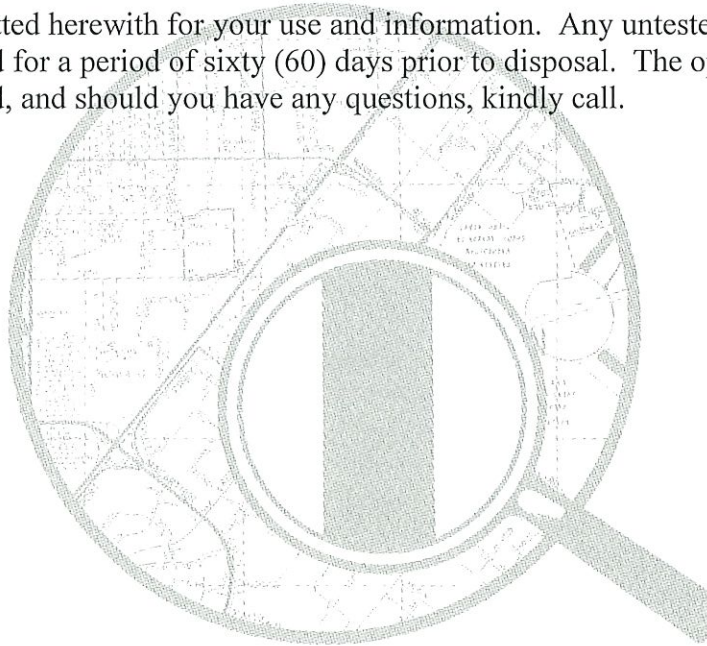 tted herewith for your use and information. Any unteste
d for a period of sixty (60) days prior to disposal. The op
d, and should you have any questions, kindly call.